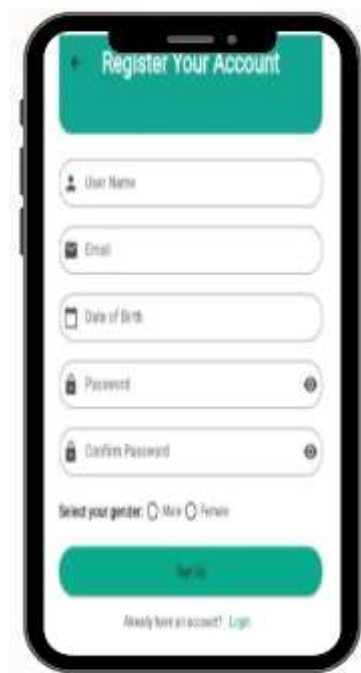 Register Your Account
User Name
Email
Date of Birth
Password
Confirm Password
Select your gender: Male Female
Sign Up
Already have an account? Login